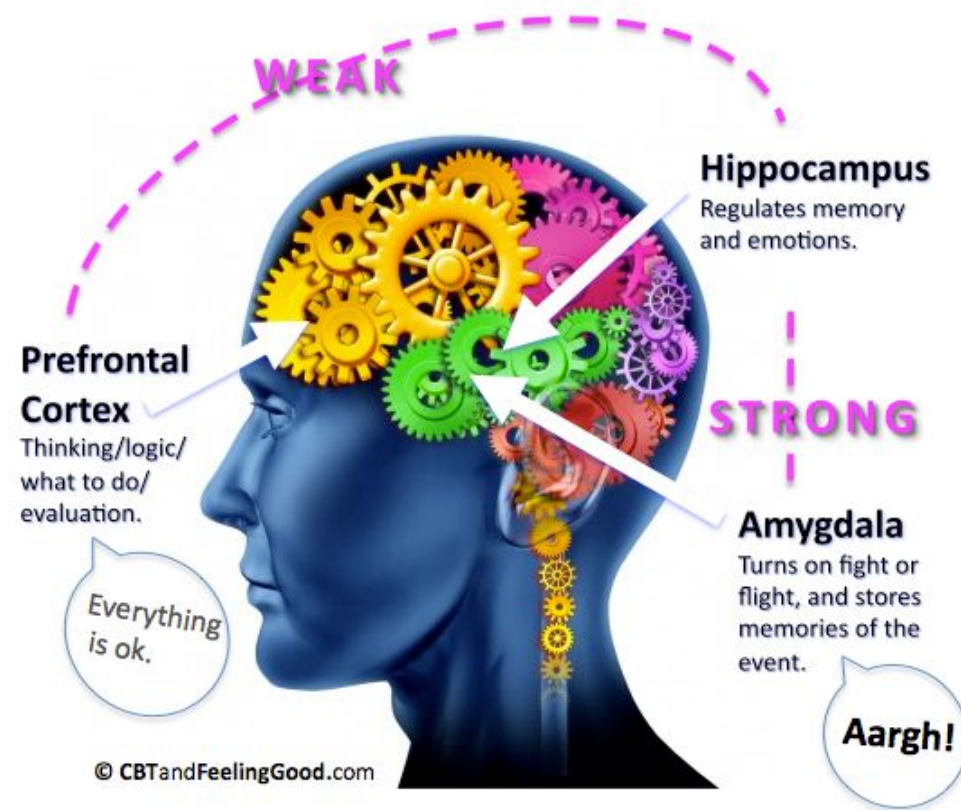 WEAK
Hippocampus
Regulates memory
and emotions.
Prefrontal
Cortex
Thinking/logic/
what to do/
evaluation.
STRONG
Amygdala
Turns on fight or
flight, and stores
memories of the
event.
Everything
is ok.
Aargh!
© CBTandFeelingGood.com